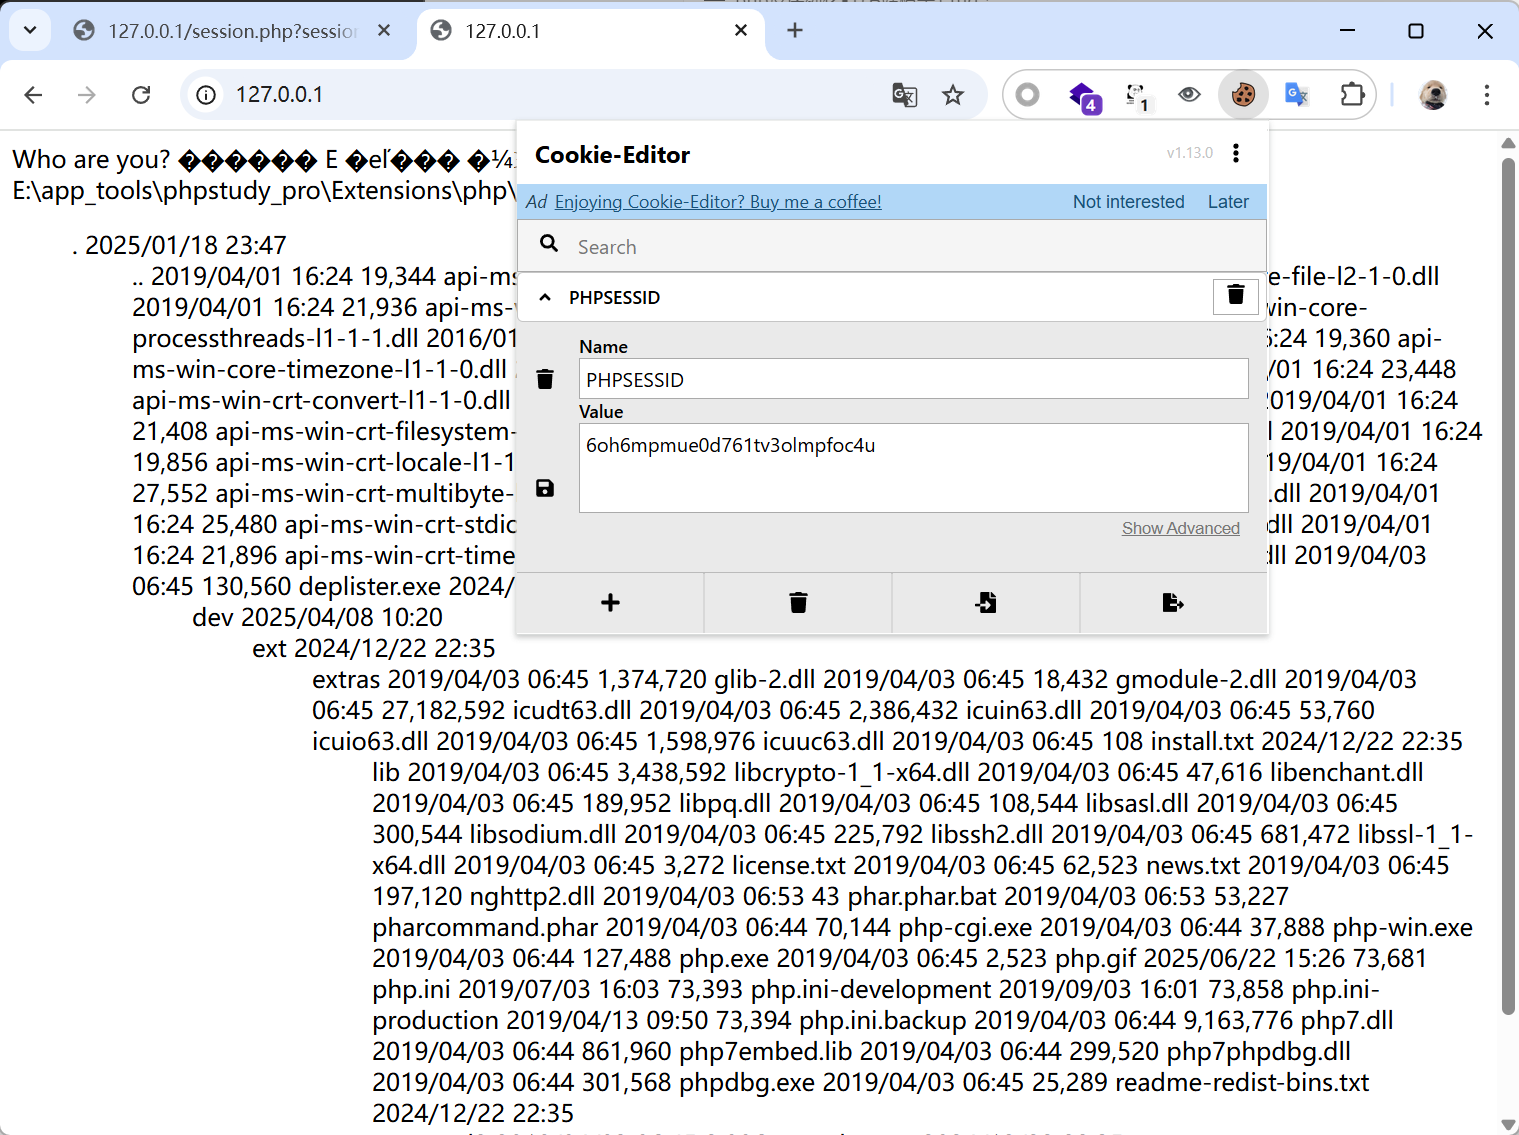 127.0.0.1/session.php?sessio
127.0.0.1
127.0.0.1
4
1
Who are you? ������ E �
E:\app_tools\phpstudy_pro\Extensions\php\
Cookie-Editor
v1.13.0
Ad Enjoying Cookie-Editor? Buy me a coffee!
Not interested
Later
Search
PHPSESSID
Name
PHPSESSID
Value
6oh6mpmue0d761tv3olmpfoc4u
Show Advanced
. 2025/01/18 23:47
.. 2019/04/01 16:24 19,344 api-ms e-file-l2-1-0.dll
2019/04/01 16:24 21,936 api-ms-w win-core-
processthreads-l1-1-1.dll 2016/01 6:24 19,360 api-
ms-win-core-timezone-l1-1-0.dll /01 16:24 23,448
api-ms-win-crt-convert-l1-1-0.dll 2019/04/01 16:24
21,408 api-ms-win-crt-filesystem- l 2019/04/01 16:24
19,856 api-ms-win-crt-locale-l1-1 19/04/01 16:24
27,552 api-ms-win-crt-multibyte- .dll 2019/04/01
16:24 25,480 api-ms-win-crt-stdio dll 2019/04/01
16:24 21,896 api-ms-win-crt-time dll 2019/04/03
06:45 130,560 deplister.exe 2024/
dev 2025/04/08 10:20
ext 2024/12/22 22:35
extras 2019/04/03 06:45 1,374,720 glib-2.dll 2019/04/03 06:45 18,432 gmodule-2.dll 2019/04/03
06:45 27,182,592 icudt63.dll 2019/04/03 06:45 2,386,432 icuin63.dll 2019/04/03 06:45 53,760
icuio63.dll 2019/04/03 06:45 1,598,976 icuuc63.dll 2019/04/03 06:45 108 install.txt 2024/12/22 22:35
lib 2019/04/03 06:45 3,438,592 libcrypto-1_1-x64.dll 2019/04/03 06:45 47,616 libenchant.dll
2019/04/03 06:45 189,952 libpq.dll 2019/04/03 06:45 108,544 libsasl.dll 2019/04/03 06:45
300,544 libsodium.dll 2019/04/03 06:45 225,792 libssh2.dll 2019/04/03 06:45 681,472 libssl-1_1-
x64.dll 2019/04/03 06:45 3,272 license.txt 2019/04/03 06:45 62,523 news.txt 2019/04/03 06:45
197,120 nghttp2.dll 2019/04/03 06:53 43 phar.phar.bat 2019/04/03 06:53 53,227
pharcommand.phar 2019/04/03 06:44 70,144 php-cgi.exe 2019/04/03 06:44 37,888 php-win.exe
2019/04/03 06:44 127,488 php.exe 2019/04/03 06:45 2,523 php.gif 2025/06/22 15:26 73,681
php.ini 2019/07/03 16:03 73,393 php.ini-development 2019/09/03 16:01 73,858 php.ini-
production 2019/04/13 09:50 73,394 php.ini.backup 2019/04/03 06:44 9,163,776 php7.dll
2019/04/03 06:44 861,960 php7embed.lib 2019/04/03 06:44 299,520 php7phpdbg.dll
2019/04/03 06:44 301,568 phpdbg.exe 2019/04/03 06:45 25,289 readme-redist-bins.txt
2024/12/22 22:35